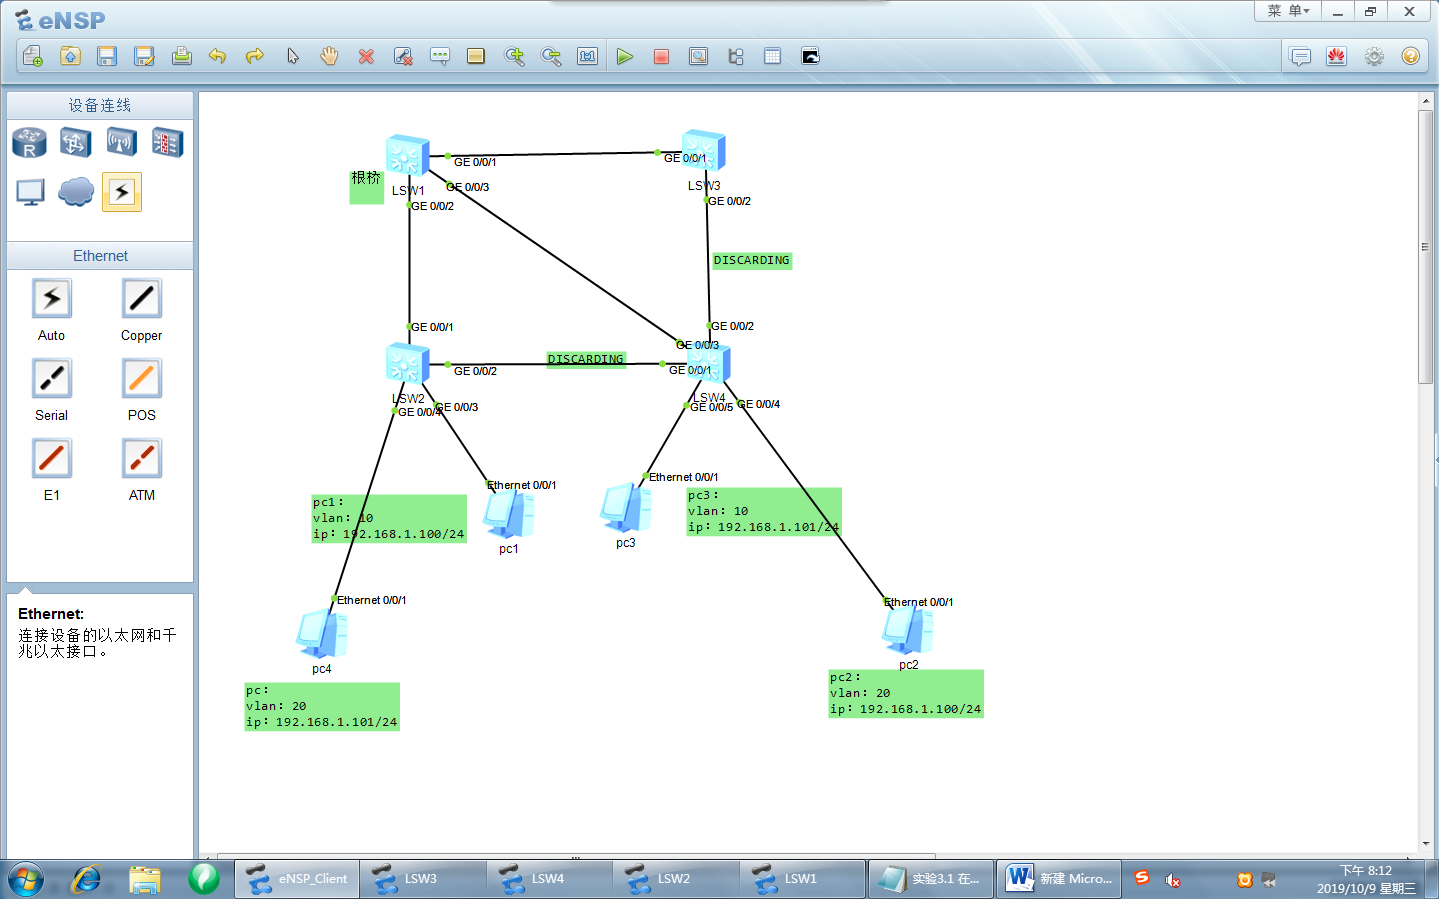 eNSP
菜 单
设备连线
Ethernet
Auto
Copper
Serial
POS
E1
ATM
Ethernet:
连接设备的以太网和千
兆以太接口。
根桥
LSW1
GE 0/0/1
GE 0/0/3
GE 0/0/2
GE 0/0/1
LSW3
GE 0/0/2
DISCARDING
GE 0/0/1
GE 0/0/2
GE 0/0/3
DISCARDING
GE 0/0/2
GE 0/0/1
LSW2
GE 0/0/4
GE 0/0/3
LSW4
GE 0/0/5
GE 0/0/4
Ethernet 0/0/1
Ethernet 0/0/1
pc1：
vlan：10
ip：192.168.1.100/24
pc1
pc3
pc3：
vlan：10
ip：192.168.1.101/24
Ethernet 0/0/1
Ethernet 0/0/1
pc4
pc2
pc：
vlan：20
ip：192.168.1.101/24
pc2：
vlan：20
ip：192.168.1.100/24
eNSP_Client
LSW3
LSW4
LSW2
LSW1
实验3.1 在...
新建 Micro...
下午 8:12
2019/10/9 星期三